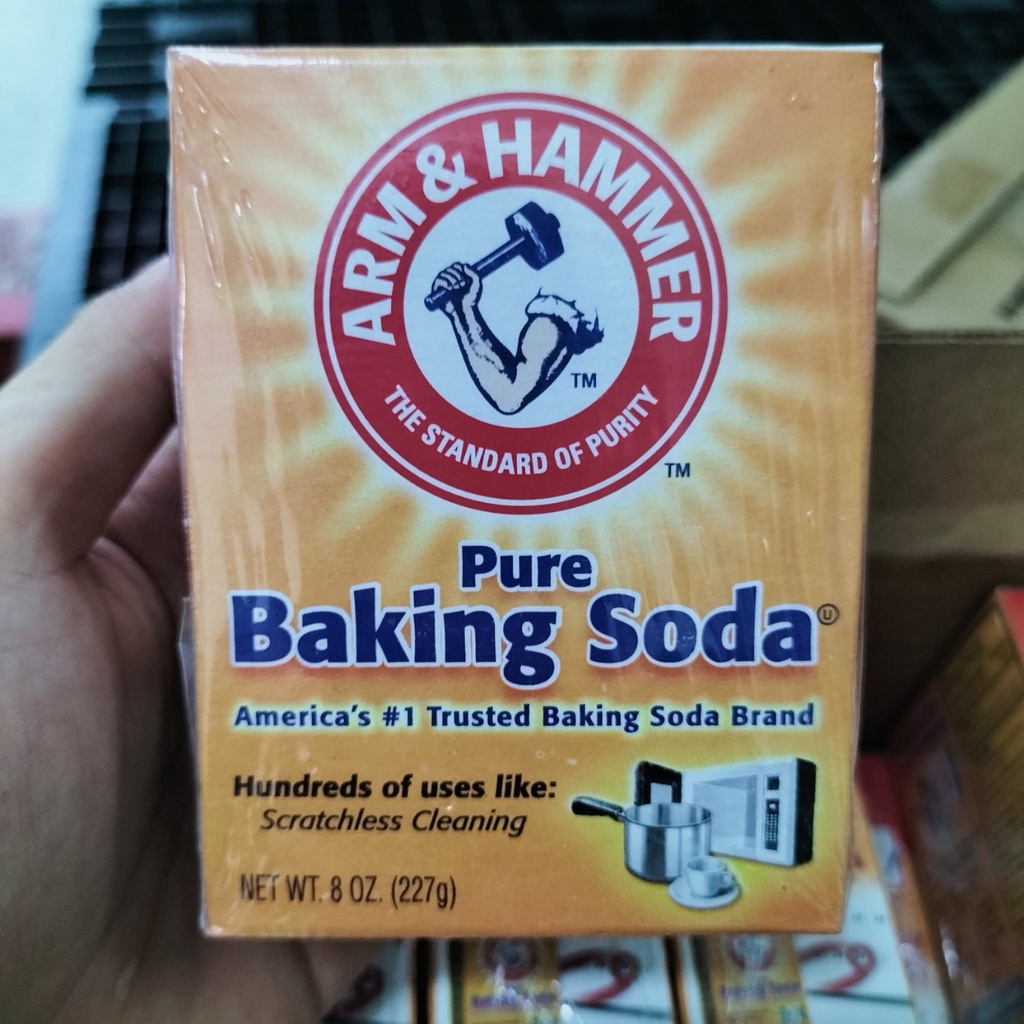 ARM & HAMMER
TM
THE STANDARD OF PURITY
TM
Pure
Baking Soda Ⓤ
America's #1 Trusted Baking Soda Brand
Hundreds of uses like:
Scratchless Cleaning
NET WT. 8 OZ. (227g)